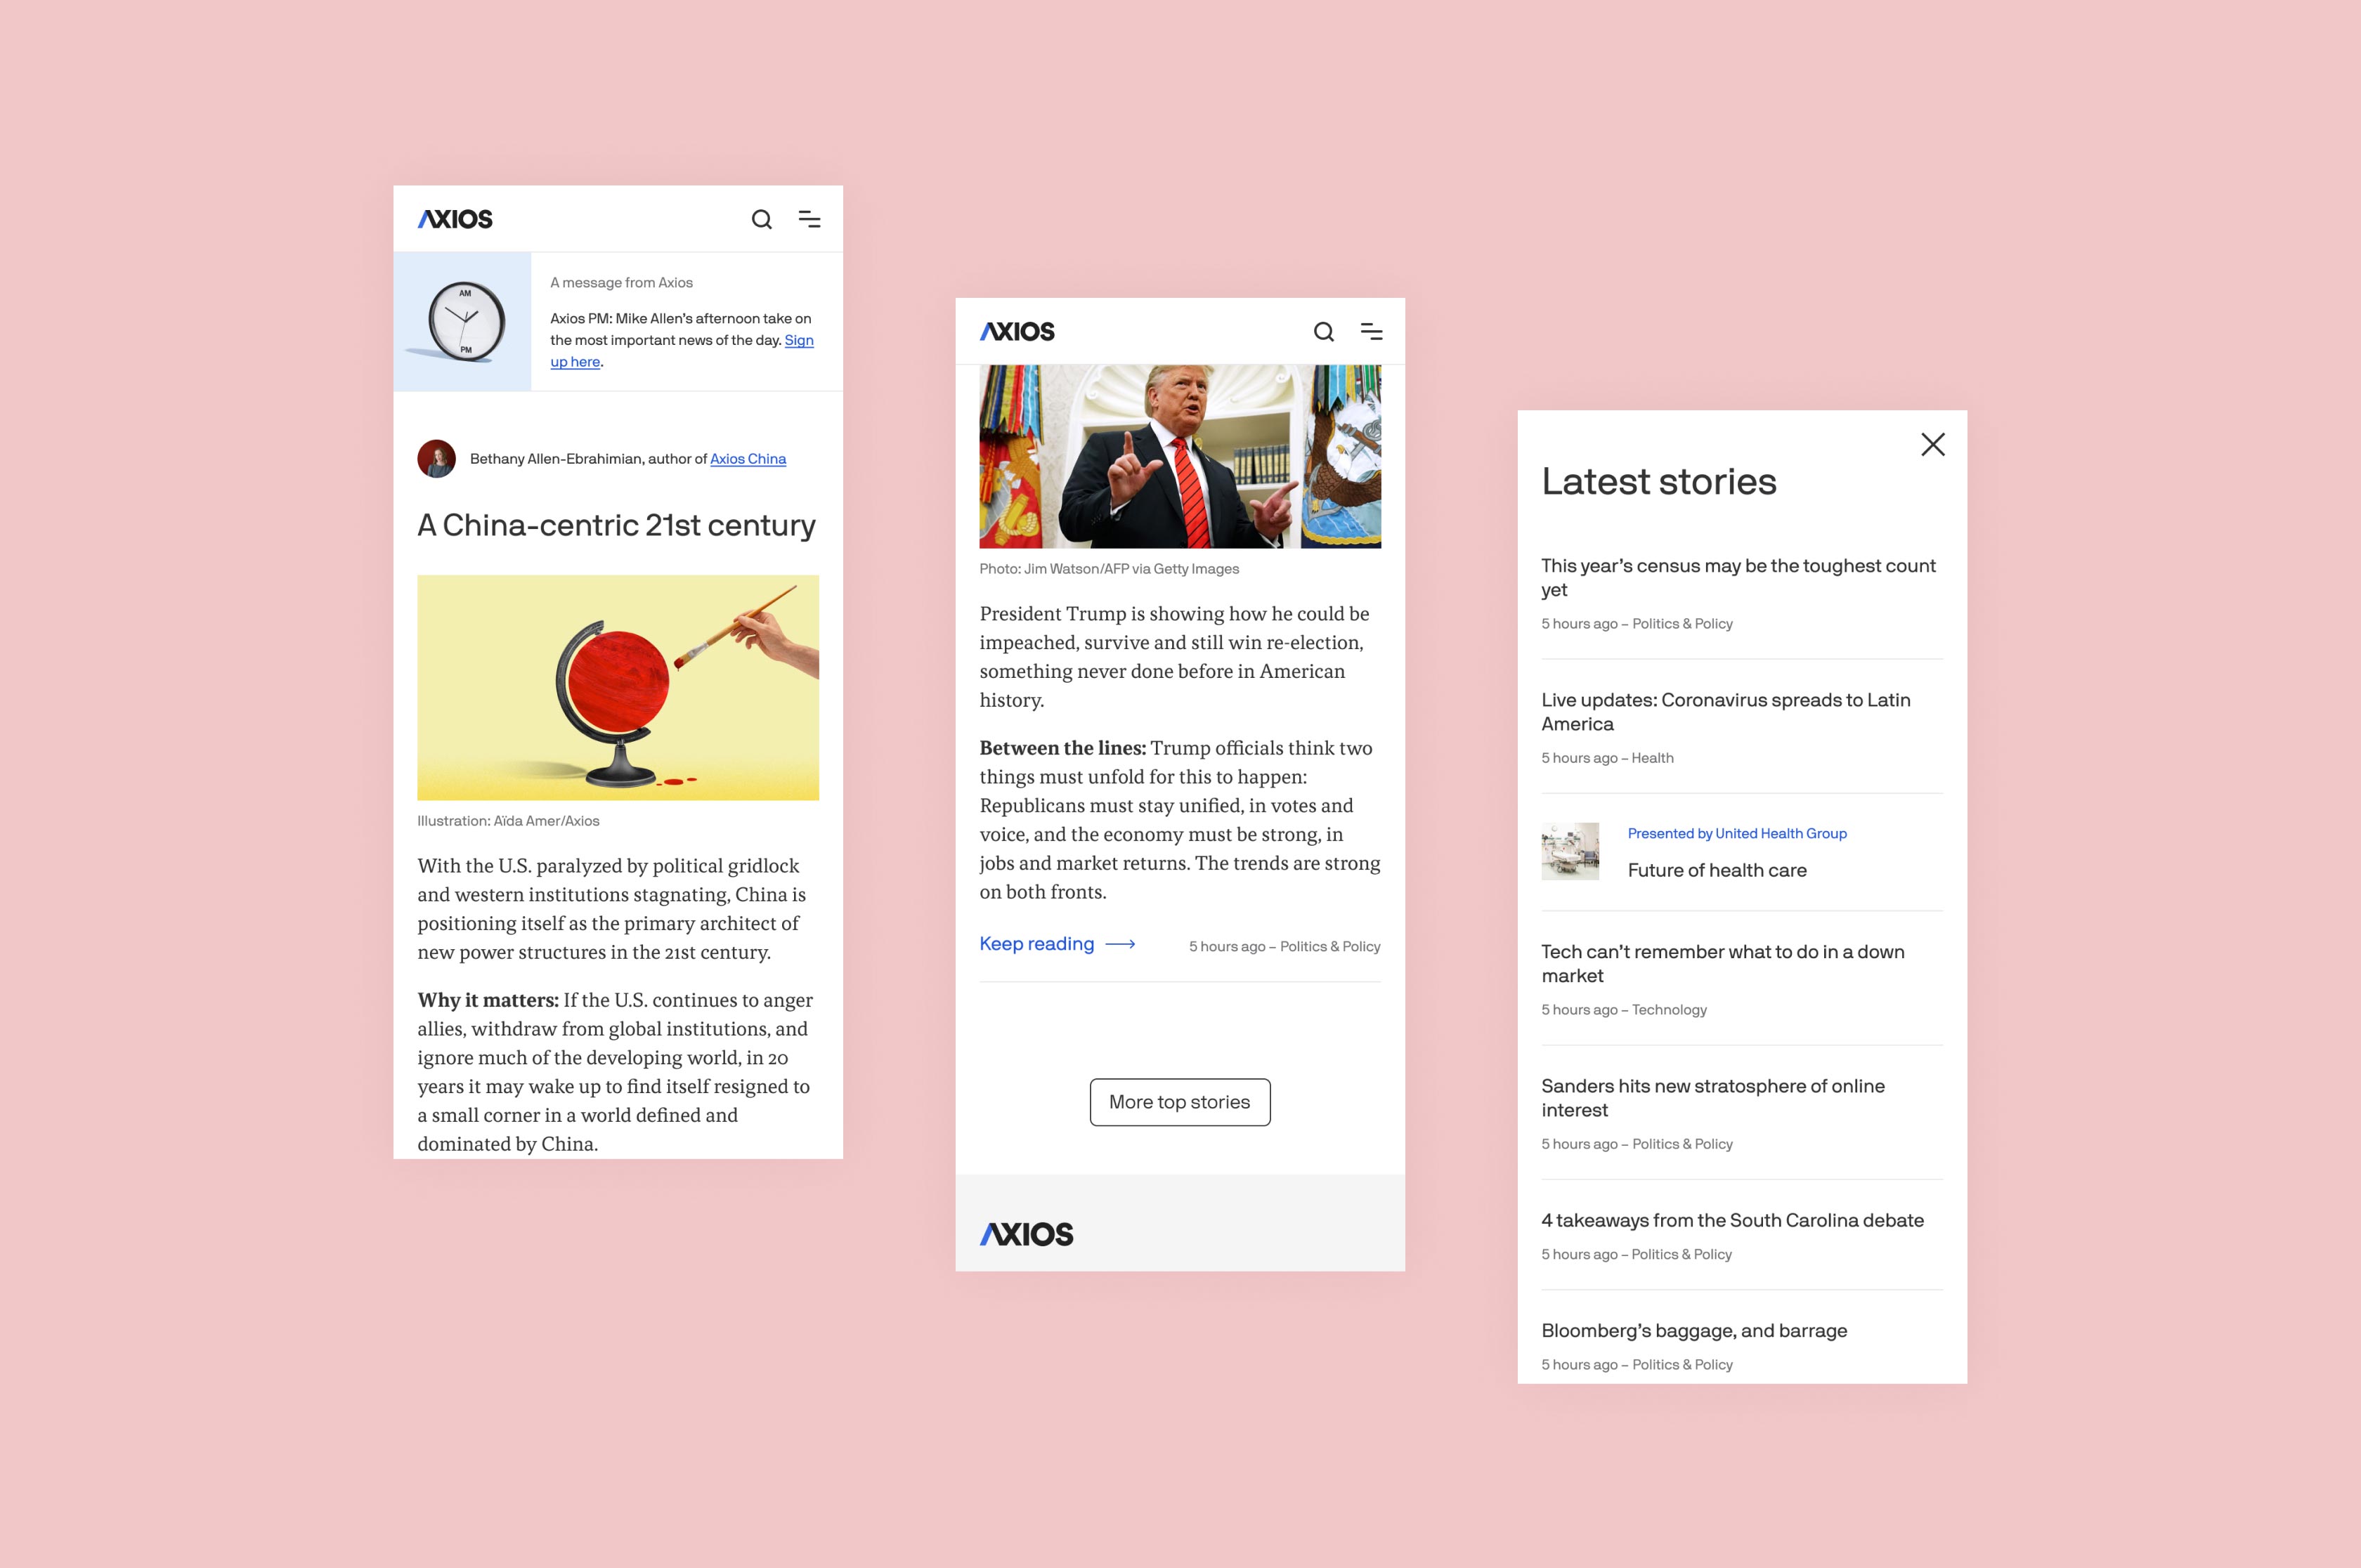 AXIOS
AM
PM
A message from Axios
Axios PM: Mike Allen’s afternoon take on
the most important news of the day. Sign
up here.
Bethany Allen-Ebrahimian, author of Axios China
A China-centric 21st century
Illustration: Aïda Amer/Axios
With the U.S. paralyzed by political gridlock
and western institutions stagnating, China is
positioning itself as the primary architect of
new power structures in the 21st century.
Why it matters: If the U.S. continues to anger
allies, withdraw from global institutions, and
ignore much of the developing world, in 20
years it may wake up to find itself resigned to
a small corner in a world defined and
dominated by China.
AXIOS
Photo: Jim Watson/AFP via Getty Images
President Trump is showing how he could be
impeached, survive and still win re-election,
something never done before in American
history.
Between the lines: Trump officials think two
things must unfold for this to happen:
Republicans must stay unified, in votes and
voice, and the economy must be strong, in
jobs and market returns. The trends are strong
on both fronts.
Keep reading
5 hours ago – Politics & Policy
More top stories
AXIOS
Latest stories
This year’s census may be the toughest count
yet
5 hours ago – Politics & Policy
Live updates: Coronavirus spreads to Latin
America
5 hours ago – Health
Presented by United Health Group
Future of health care
Tech can’t remember what to do in a down
market
5 hours ago – Technology
Sanders hits new stratosphere of online
interest
5 hours ago – Politics & Policy
4 takeaways from the South Carolina debate
5 hours ago – Politics & Policy
Bloomberg’s baggage, and barrage
5 hours ago – Politics & Policy